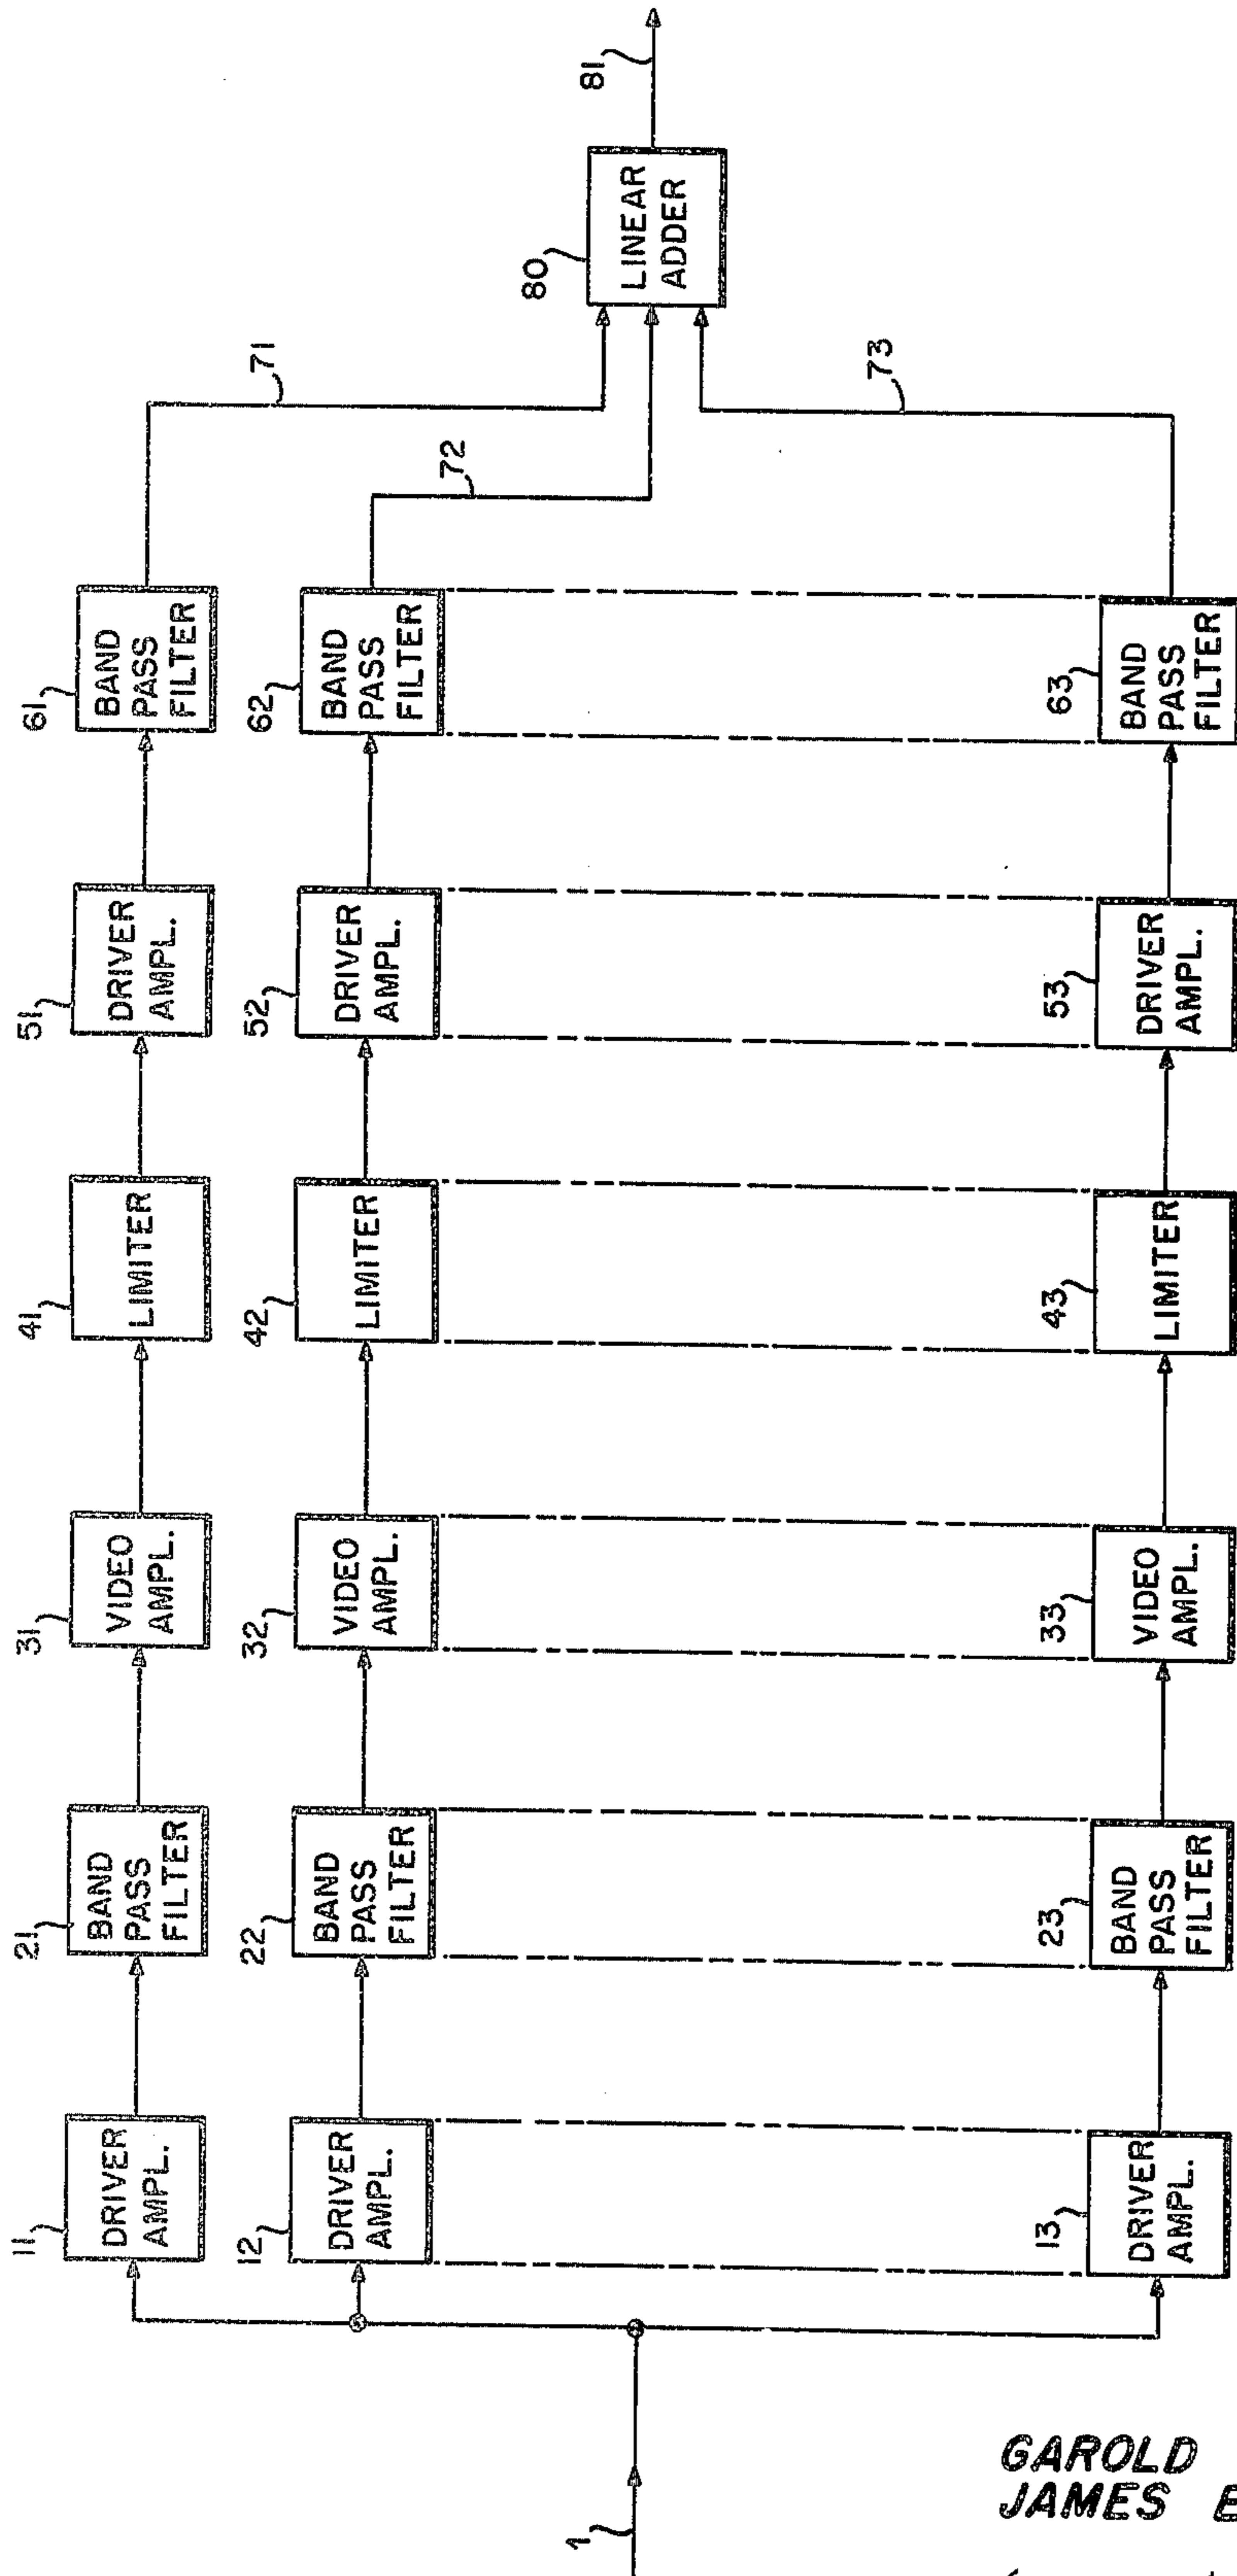 11
DRIVER
AMPL.
21
BAND
PASS
FILTER
31
VIDEO
AMPL.
41
LIMITER
51
DRIVER
AMPL.
61
BAND
PASS
FILTER
71
12
DRIVER
AMPL.
22
BAND
PASS
FILTER
32
VIDEO
AMPL.
42
LIMITER
52
DRIVER
AMPL.
62
BAND
PASS
FILTER
72
80
LINEAR
ADDER
81
1
13
DRIVER
AMPL.
23
BAND
PASS
FILTER
33
VIDEO
AMPL.
43
LIMITER
53
DRIVER
AMPL.
63
BAND
PASS
FILTER
73
GAROLD
JAMES